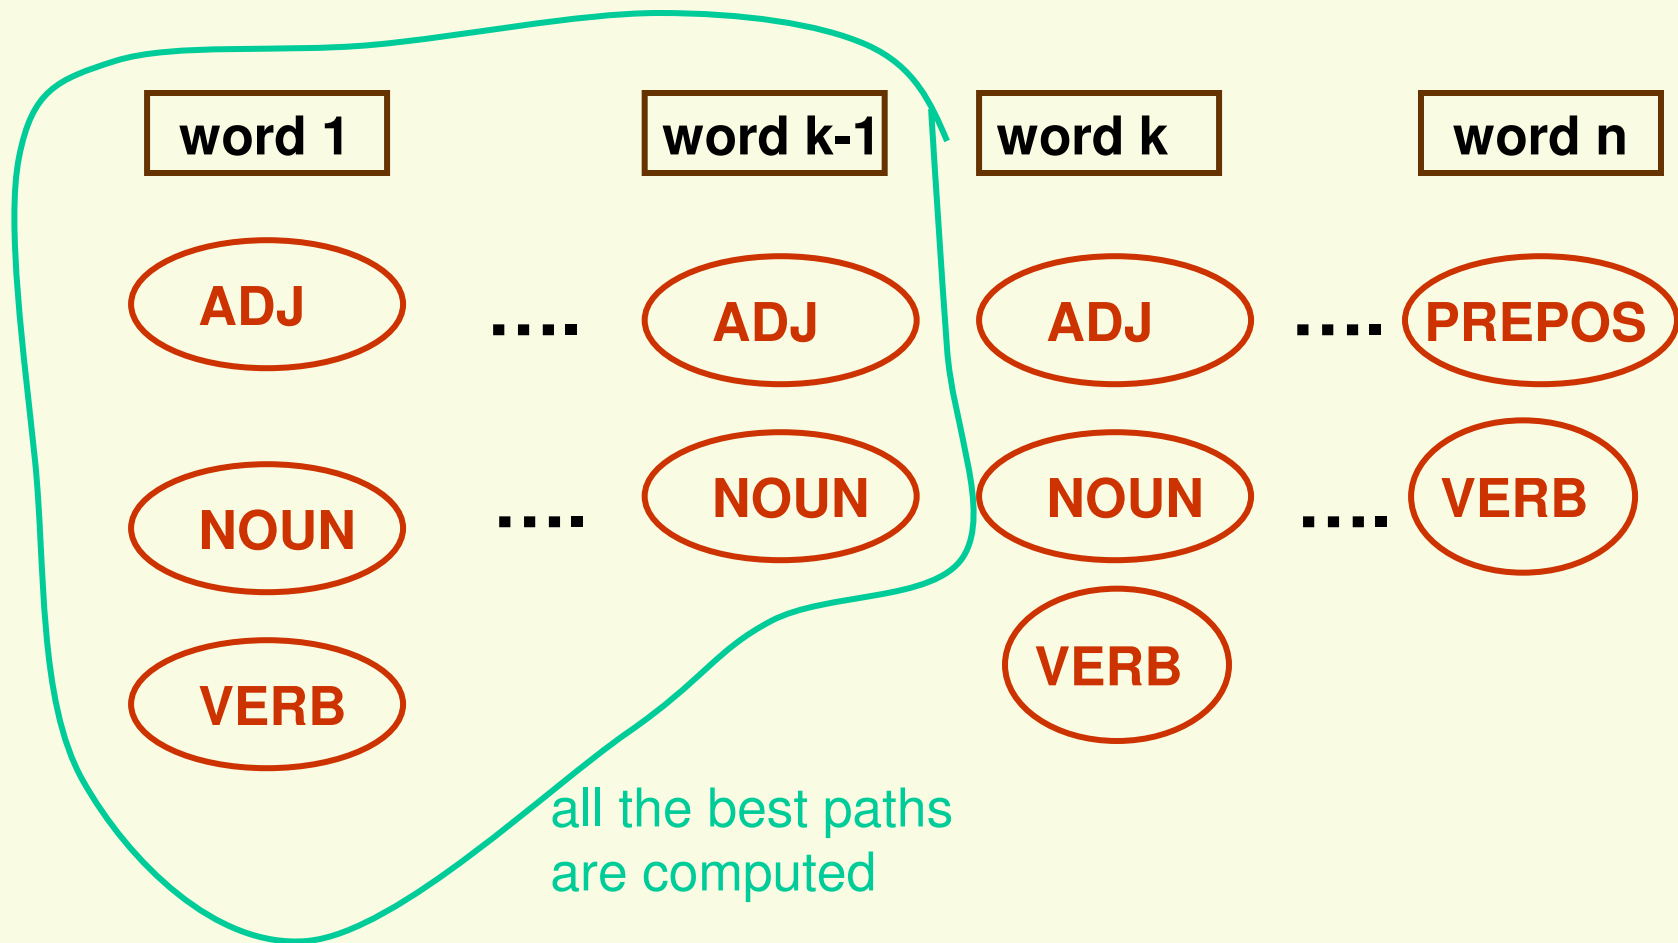 word 1 word k-1 word k word n
ADJ .... ADJ ADJ .... PREPOS
NOUN .... NOUN NOUN .... VERB
VERB VERB
all the best paths
are computed